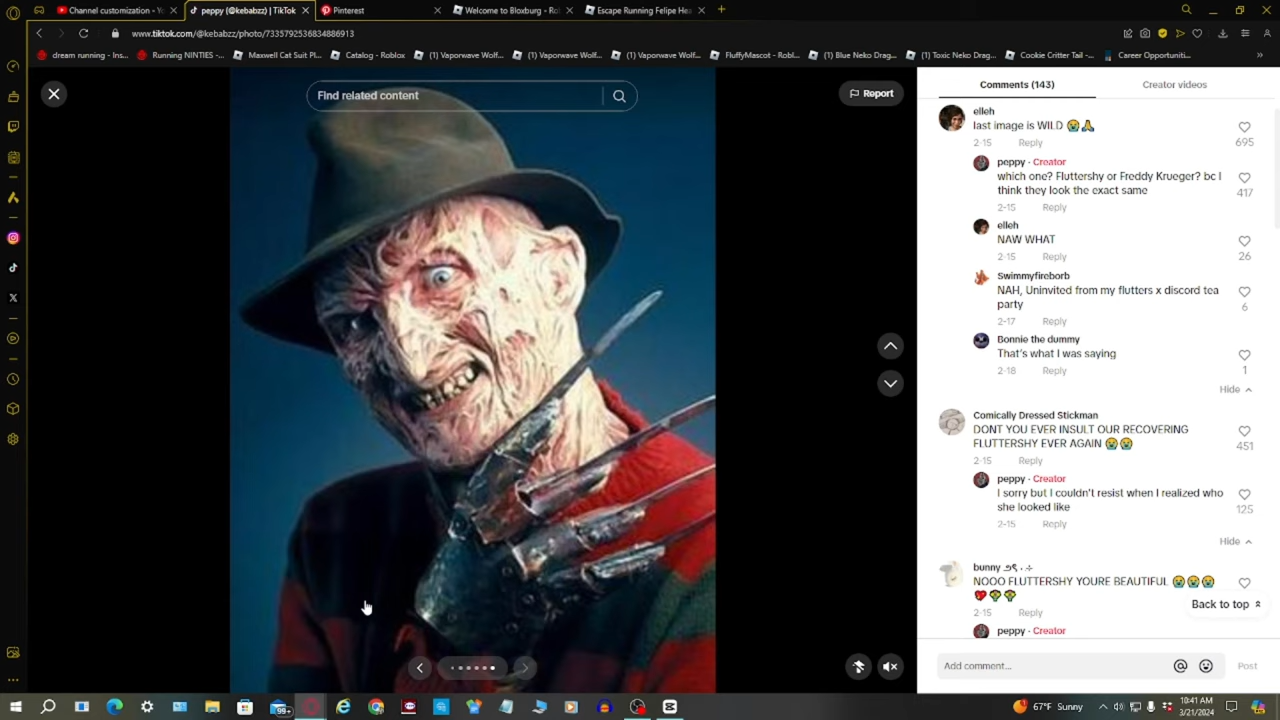 Channel customization - Y
peppy (@kebabzz) | TikTok
Pinterest
Welcome to Bloxburg - Ro
Escape Running Felipe Hea
www.tiktok.com/@kebabzz/photo/7335792536834886913
dream running - Ins...
Running NINTIES -...
Maxwell Cat Suit Pl...
Catalog - Roblox
(1) Vaporwave Wolf...
(1) Vaporwave Wolf...
(1) Vaporwave Wolf...
FluffyMascot - Robl...
(1) Blue Neko Drag...
(1) Toxic Neko Drag...
Cookie Critter Tail -...
Career Opportuniti...
Find related content
Report
Comments (143)
Creator videos
elleh
last image is WILD 😭🙏
2-15 Reply
695
peppy · Creator
which one? Fluttershy or Freddy Krueger? bc I
think they look the exact same
417
2-15 Reply
elleh
NAW WHAT
2-15 Reply
26
Swimmyfireborb
NAH, Uninvited from my flutters x discord tea
party
6
2-17 Reply
Bonnie the dummy
That's what I was saying
2-18 Reply
1
Hide
Comically Dressed Stickman
DONT YOU EVER INSULT OUR RECOVERING
FLUTTERSHY EVER AGAIN 😭😭
451
2-15 Reply
peppy · Creator
I sorry but I couldn't resist when I realized who
she looked like
125
2-15 Reply
Hide
bunny
NOOO FLUTTERSHY YOURE BEAUTIFUL 😭😭😭
2-15 Reply
Back to top
peppy · Creator
Add comment...
Post
99+
67°F Sunny
10:41 AM
3/21/2024